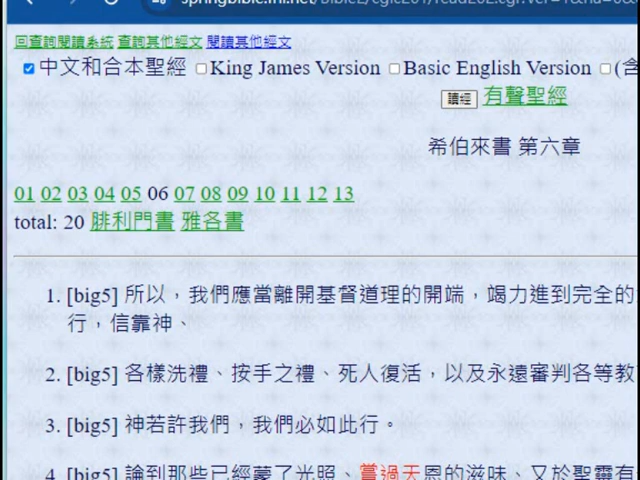 回查詢閱讀系統 查詢其他經文 閱讀其他經文
中文和合本聖經 King James Version Basic English Version (含
讀經 有聲聖經
希伯來書 第六章
01 02 03 04 05 06 07 08 09 10 11 12 13
total: 20 腓利門書 雅各書
1. [big5] 所以，我們應當離開基督道理的開端，竭力進到完全的
行，信靠神、
2. [big5] 各樣洗禮、按手之禮、死人復活，以及永遠審判各等教
3. [big5] 神若許我們，我們必如此行。
4. [big5] 論到那些已經蒙了光照、嘗過天恩的滋味、又於聖靈有